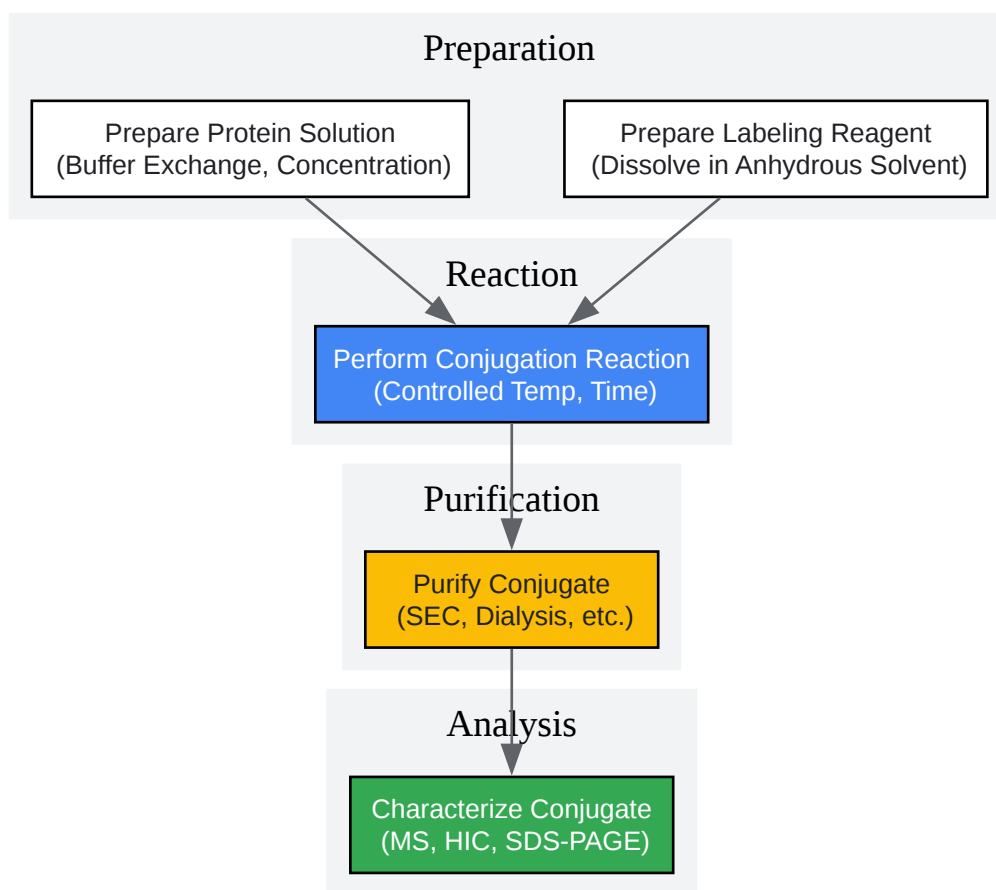 Preparation
Prepare Protein Solution
(Buffer Exchange, Concentration)
Prepare Labeling Reagent
(Dissolve in Anhydrous Solvent)
Reaction
Perform Conjugation Reaction
(Controlled Temp, Time)
Purification
Purify Conjugate
(SEC, Dialysis, etc.)
Analysis
Characterize Conjugate
(MS, HIC, SDS-PAGE)